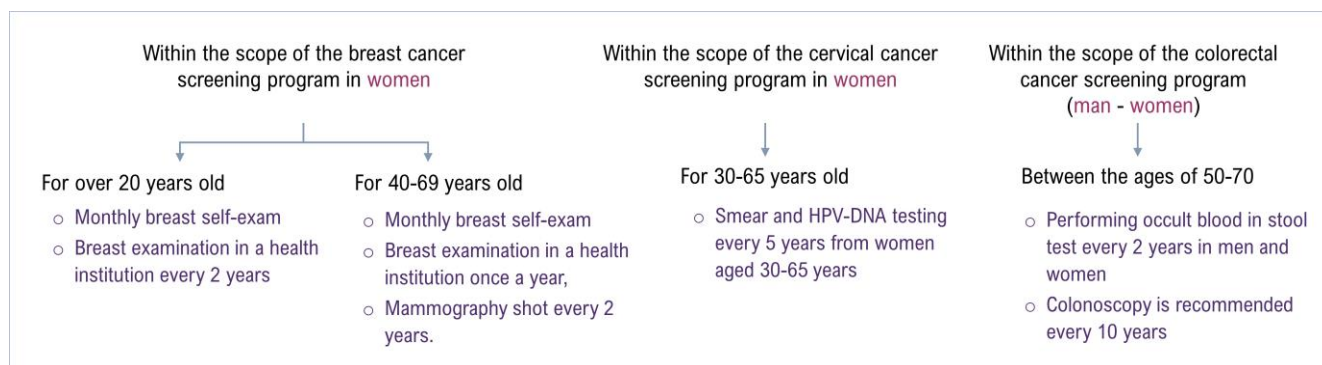 Within the scope of the breast cancer
screening program in women
For over 20 years old
○ Monthly breast self-exam
○ Breast examination in a health
institution every 2 years
For 40-69 years old
○ Monthly breast self-exam
○ Breast examination in a health
institution once a year,
○ Mammography shot every 2
years.
Within the scope of the cervical cancer
screening program in women
For 30-65 years old
○ Smear and HPV-DNA testing
every 5 years from women
aged 30-65 years
Within the scope of the colorectal
cancer screening program
(man - women)
Between the ages of 50-70
○ Performing occult blood in stool
test every 2 years in men and
women
○ Colonoscopy is recommended
every 10 years